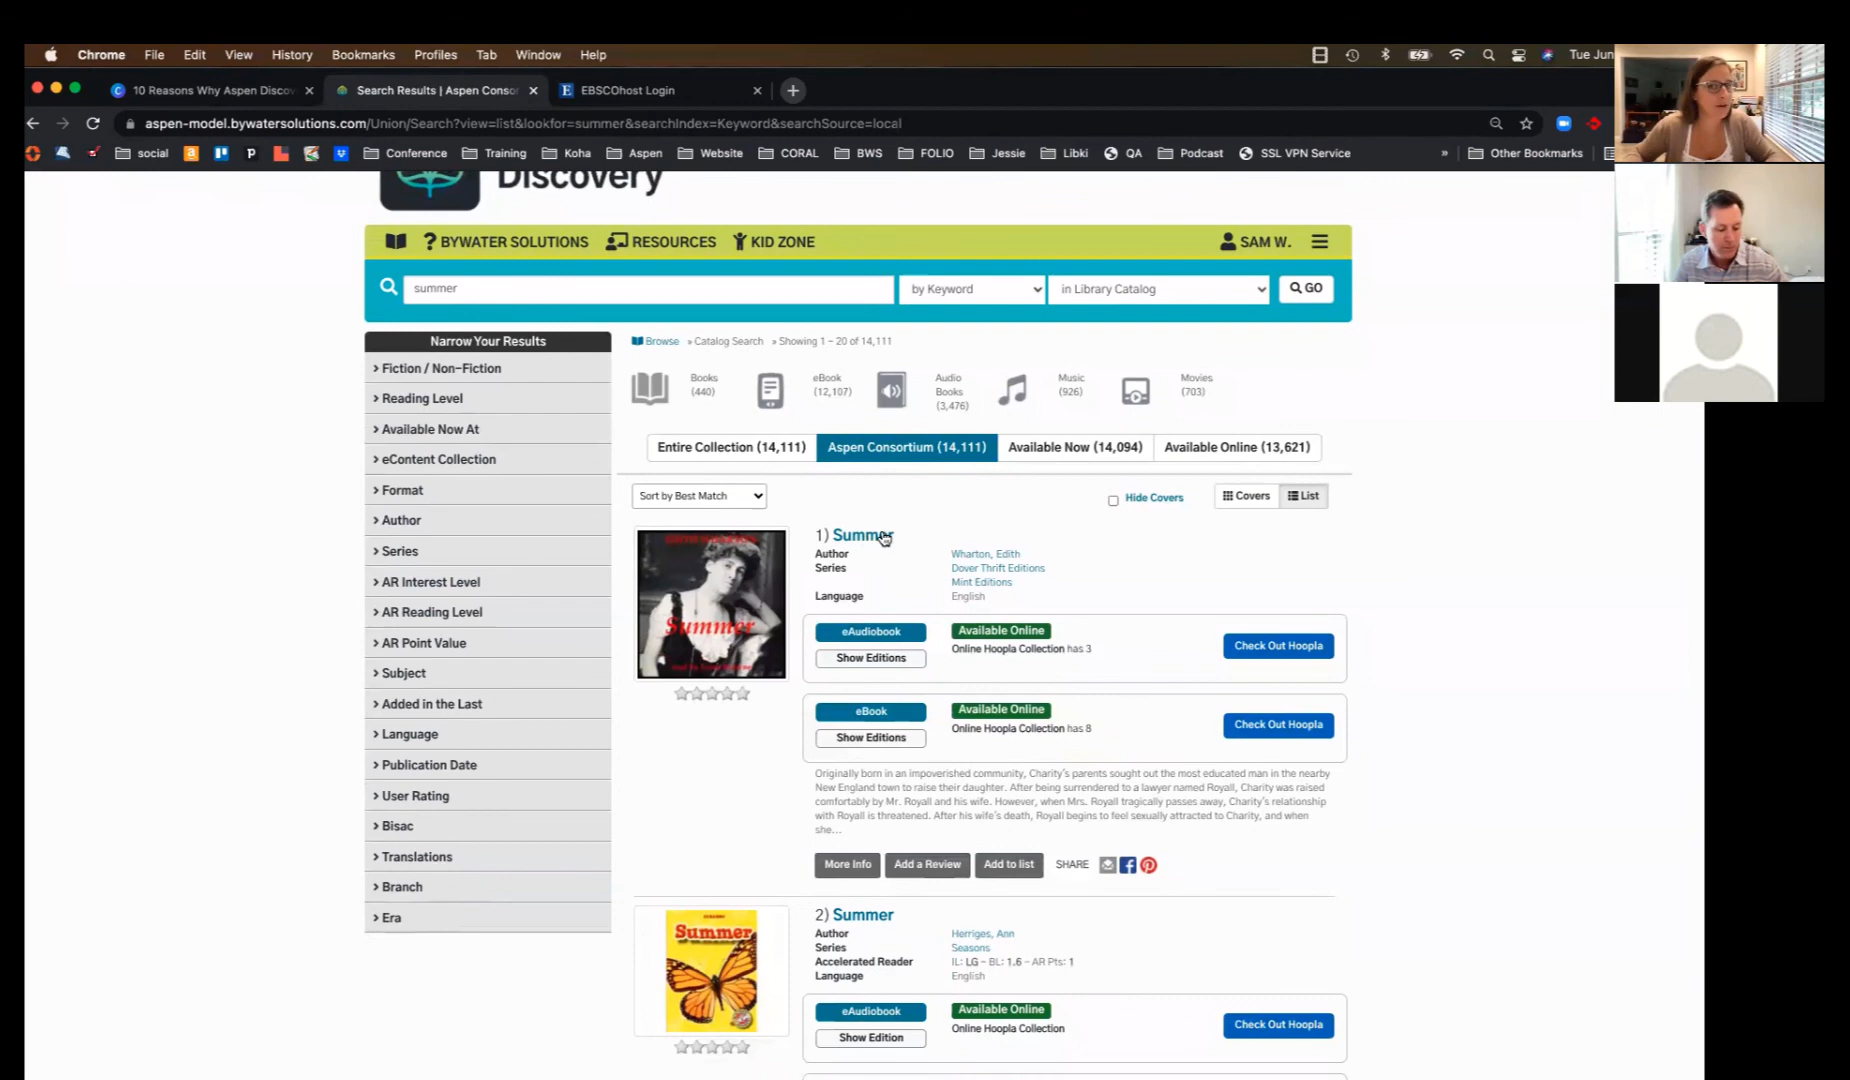 Chrome File Edit View History Bookmarks Profiles Tab Window Help Tue Jun
10 Reasons Why Aspen Discov Search Results | Aspen Consor EBSCOhost Login
aspen-model.bywatersolutions.com/Union/Search?view=list&lookfor=summer&searchIndex=Keyword&searchSource=local
social Conference Training Koha Aspen Website CORAL BWS FOLIO Jessie Libki QA Podcast SSL VPN Service » Other Bookmarks
Discovery
? BYWATER SOLUTIONS RESOURCES KID ZONE SAM W.
summer by Keyword in Library Catalog GO
Narrow Your Results
> Fiction / Non-Fiction
> Reading Level
> Available Now At
> eContent Collection
> Format
> Author
> Series
> AR Interest Level
> AR Reading Level
> AR Point Value
> Subject
> Added in the Last
> Language
> Publication Date
> User Rating
> Bisac
> Translations
> Branch
> Era
Browse » Catalog Search » Showing 1 - 20 of 14,111
Books (440)
eBook (12,107)
Audio Books (3,476)
Music (926)
Movies (703)
Entire Collection (14,111) Aspen Consortium (14,111) Available Now (14,094) Available Online (13,621)
Sort by Best Match Hide Covers Covers List
Summer
1) Summer
Author Wharton, Edith
Series Dover Thrift Editions
Mint Editions
Language English
eAudiobook Available Online Check Out Hoopla
Show Editions Online Hoopla Collection has 3
eBook Available Online Check Out Hoopla
Show Editions Online Hoopla Collection has 8
Originally born in an impoverished community, Charity's parents sought out the most educated man in the nearby
New England town to raise their daughter. After being surrendered to a lawyer named Royall, Charity was raised
comfortably by Mr. Royall and his wife. However, when Mrs. Royall tragically passes away, Charity's relationship
with Royall is threatened. After his wife's death, Royall begins to feel sexually attracted to Charity, and when
she...
More Info Add a Review Add to list SHARE
Summer
2) Summer
Author Herriges, Ann
Series Seasons
Accelerated Reader IL: LG - BL: 1.6 - AR Pts: 1
Language English
eAudiobook Available Online Check Out Hoopla
Show Edition Online Hoopla Collection